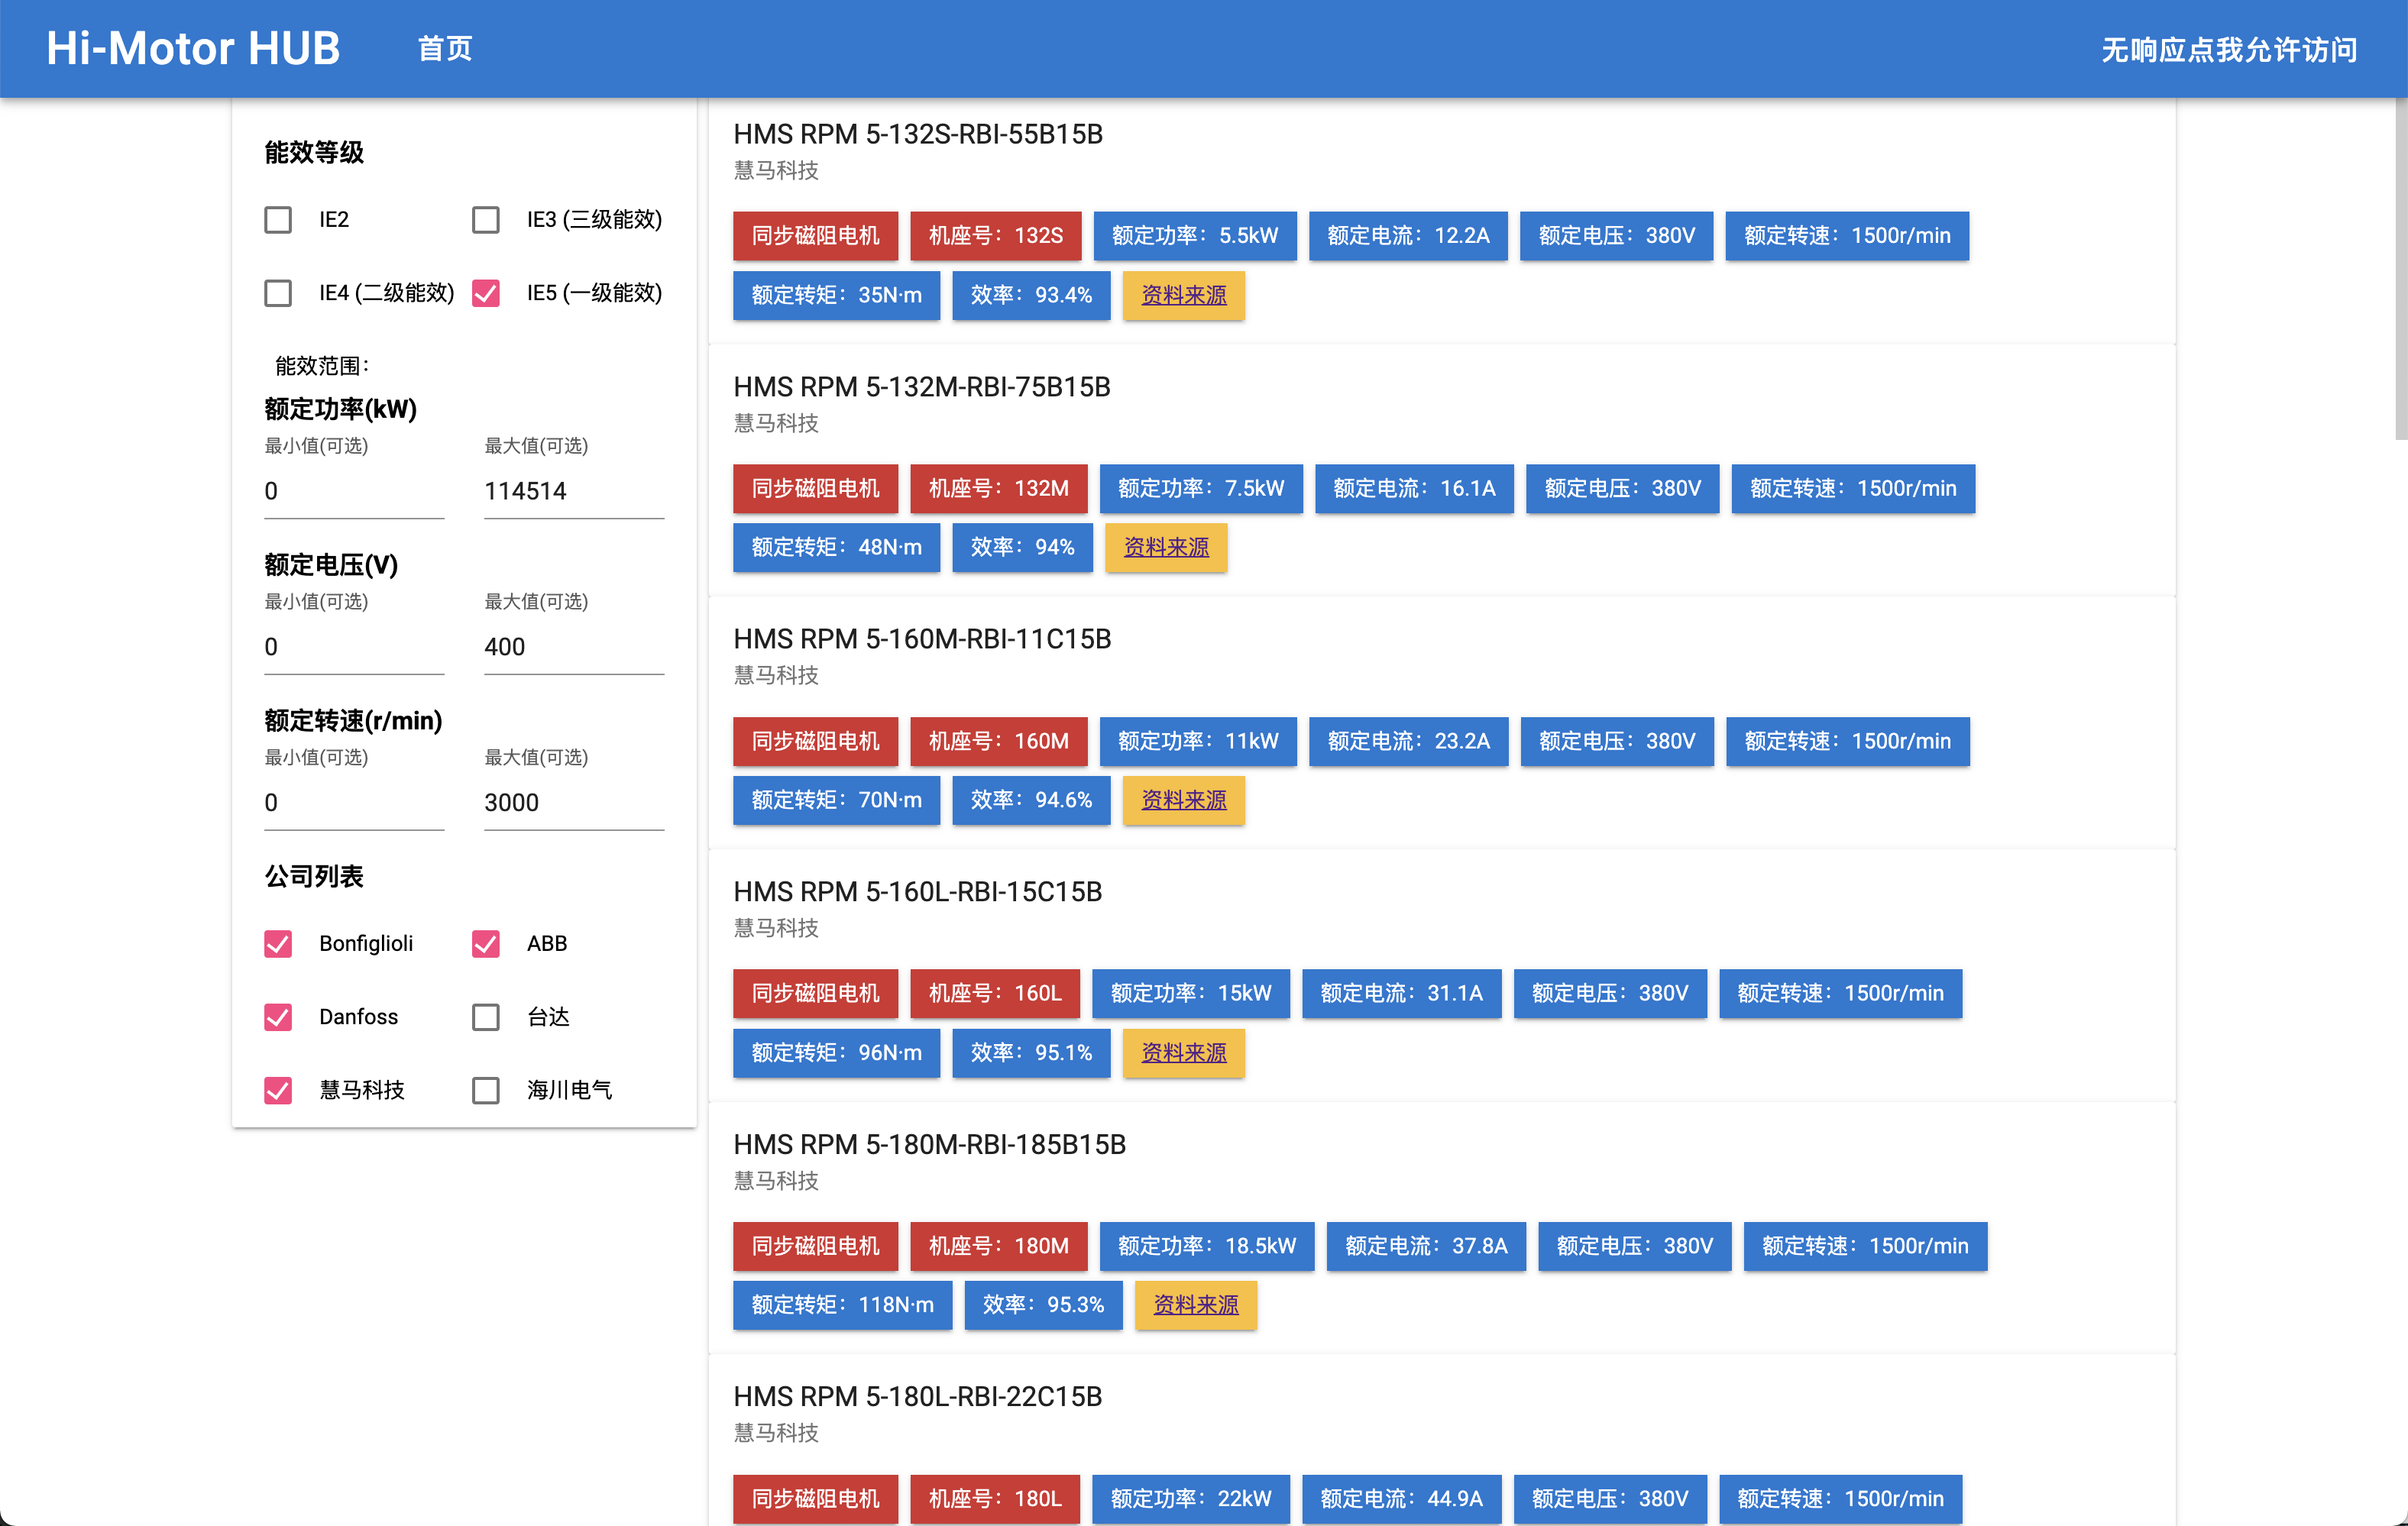 Hi-Motor HUB 首页 无响应点我允许访问
能效等级
IE2 IE3 (三级能效)
IE4 (二级能效) IE5 (一级能效)
能效范围：
额定功率(kW)
最小值(可选) 最大值(可选)
0 114514
额定电压(V)
最小值(可选) 最大值(可选)
0 400
额定转速(r/min)
最小值(可选) 最大值(可选)
0 3000
公司列表
Bonfiglioli ABB
Danfoss 台达
慧马科技 海川电气
HMS RPM 5-132S-RBI-55B15B
慧马科技
同步磁阻电机 机座号：132S 额定功率：5.5kW 额定电流：12.2A 额定电压：380V 额定转速：1500r/min
额定转矩：35N·m 效率：93.4% 资料来源
HMS RPM 5-132M-RBI-75B15B
慧马科技
同步磁阻电机 机座号：132M 额定功率：7.5kW 额定电流：16.1A 额定电压：380V 额定转速：1500r/min
额定转矩：48N·m 效率：94% 资料来源
HMS RPM 5-160M-RBI-11C15B
慧马科技
同步磁阻电机 机座号：160M 额定功率：11kW 额定电流：23.2A 额定电压：380V 额定转速：1500r/min
额定转矩：70N·m 效率：94.6% 资料来源
HMS RPM 5-160L-RBI-15C15B
慧马科技
同步磁阻电机 机座号：160L 额定功率：15kW 额定电流：31.1A 额定电压：380V 额定转速：1500r/min
额定转矩：96N·m 效率：95.1% 资料来源
HMS RPM 5-180M-RBI-185B15B
慧马科技
同步磁阻电机 机座号：180M 额定功率：18.5kW 额定电流：37.8A 额定电压：380V 额定转速：1500r/min
额定转矩：118N·m 效率：95.3% 资料来源
HMS RPM 5-180L-RBI-22C15B
慧马科技
同步磁阻电机 机座号：180L 额定功率：22kW 额定电流：44.9A 额定电压：380V 额定转速：1500r/min